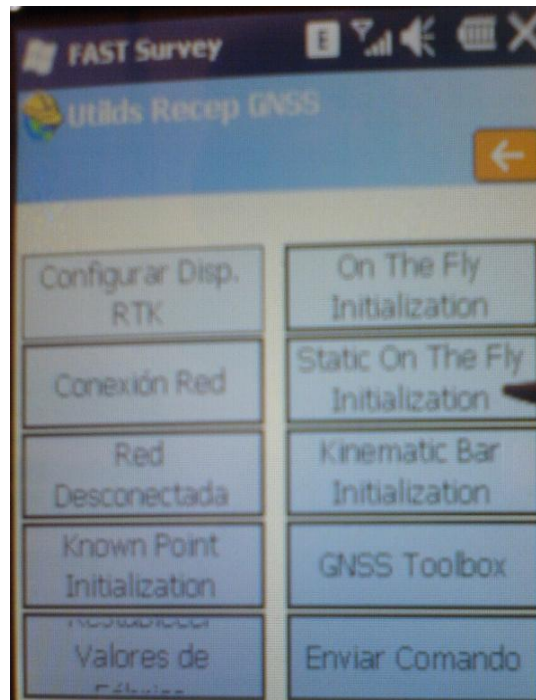 FAST Survey
E
Utilds Recep GNSS
Configurar Disp.
RTK
On The Fly
Initialization
Conexión Red
Static On The Fly
Initialization
Red
Desconectada
Kinematic Bar
Initialization
Known Point
Initialization
GNSS Toolbox
Valores de
Enviar Comando